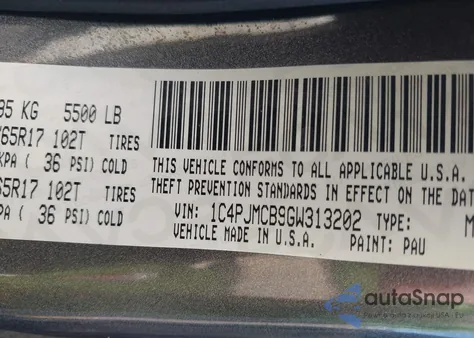 95 KG 5500 LB
/65R17 102T TIRES
KPA ( 36 PSI) COLD
65R17 102T TIRES
PA ( 36 PSI) COLD
THIS VEHICLE CONFORMS TO ALL APPLICABLE U.S.A.
THEFT PREVENTION STANDARDS IN EFFECT ON THE DAT
VIN: 1C4PJMCB9GW313202 TYPE: M
VEHICLE MADE IN U.S.A. PAINT: PAU
autoSnap